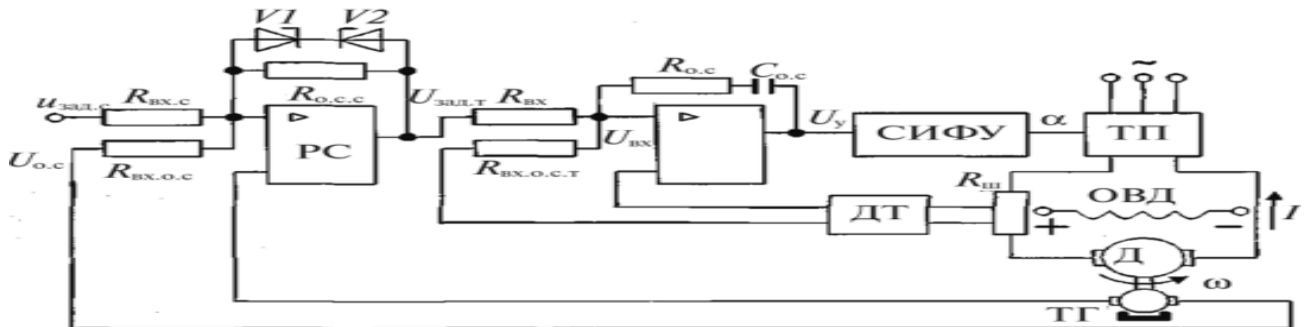 V1 V2
~
Rо.с Cо.с
uзад.с Rвх.с Rо.с.с Uзад.т Rвх Uвх Uу СИФУ α ТП
РС
Uо.с Rвх.о.с Rвх.о.с.т Rш ОВД
ДТ + − I
Д
ω
ТГ